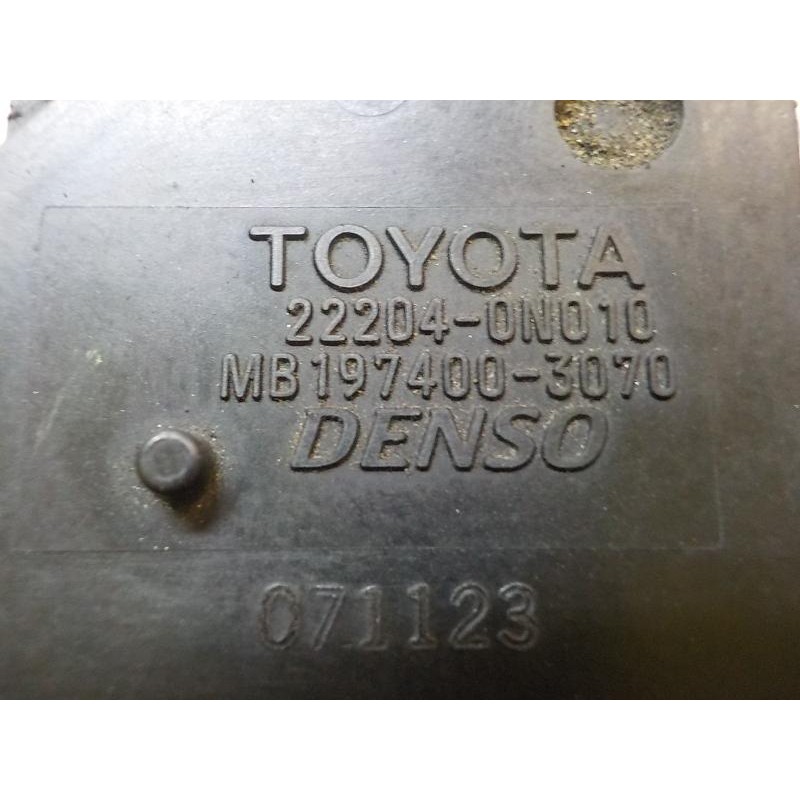 TOYOTA
22204-0N010
MB197400-3070
DENSO
071123